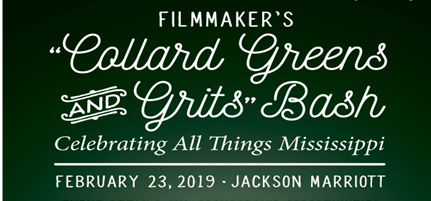 FILMMAKER'S
"Collard Greens
AND Grits" Bash
Celebrating All Things Mississippi
FEBRUARY 23, 2019 · JACKSON MARRIOTT